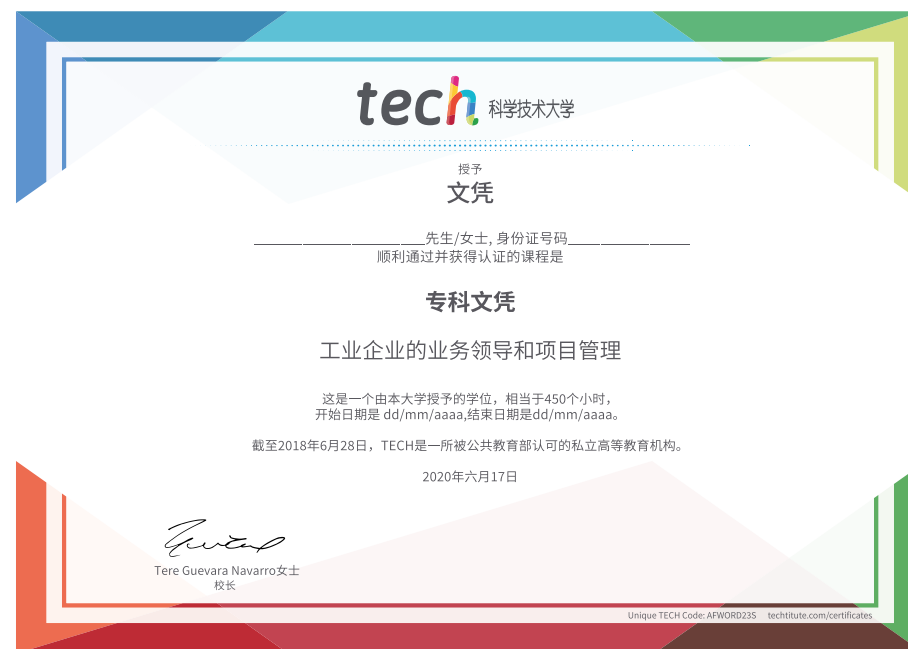 tech 科学技术大学
授予
文凭
_______________________先生/女士, 身份证号码________________
顺利通过并获得认证的课程是
专科文凭
工业企业的业务领导和项目管理
这是一个由本大学授予的学位，相当于450个小时，
开始日期是 dd/mm/aaaa,结束日期是dd/mm/aaaa。
截至2018年6月28日，TECH是一所被公共教育部认可的私立高等教育机构。
2020年六月17日
Tere Guevara Navarro女士
校长
Unique TECH Code: AFWORD23S techtitute.com/certificates